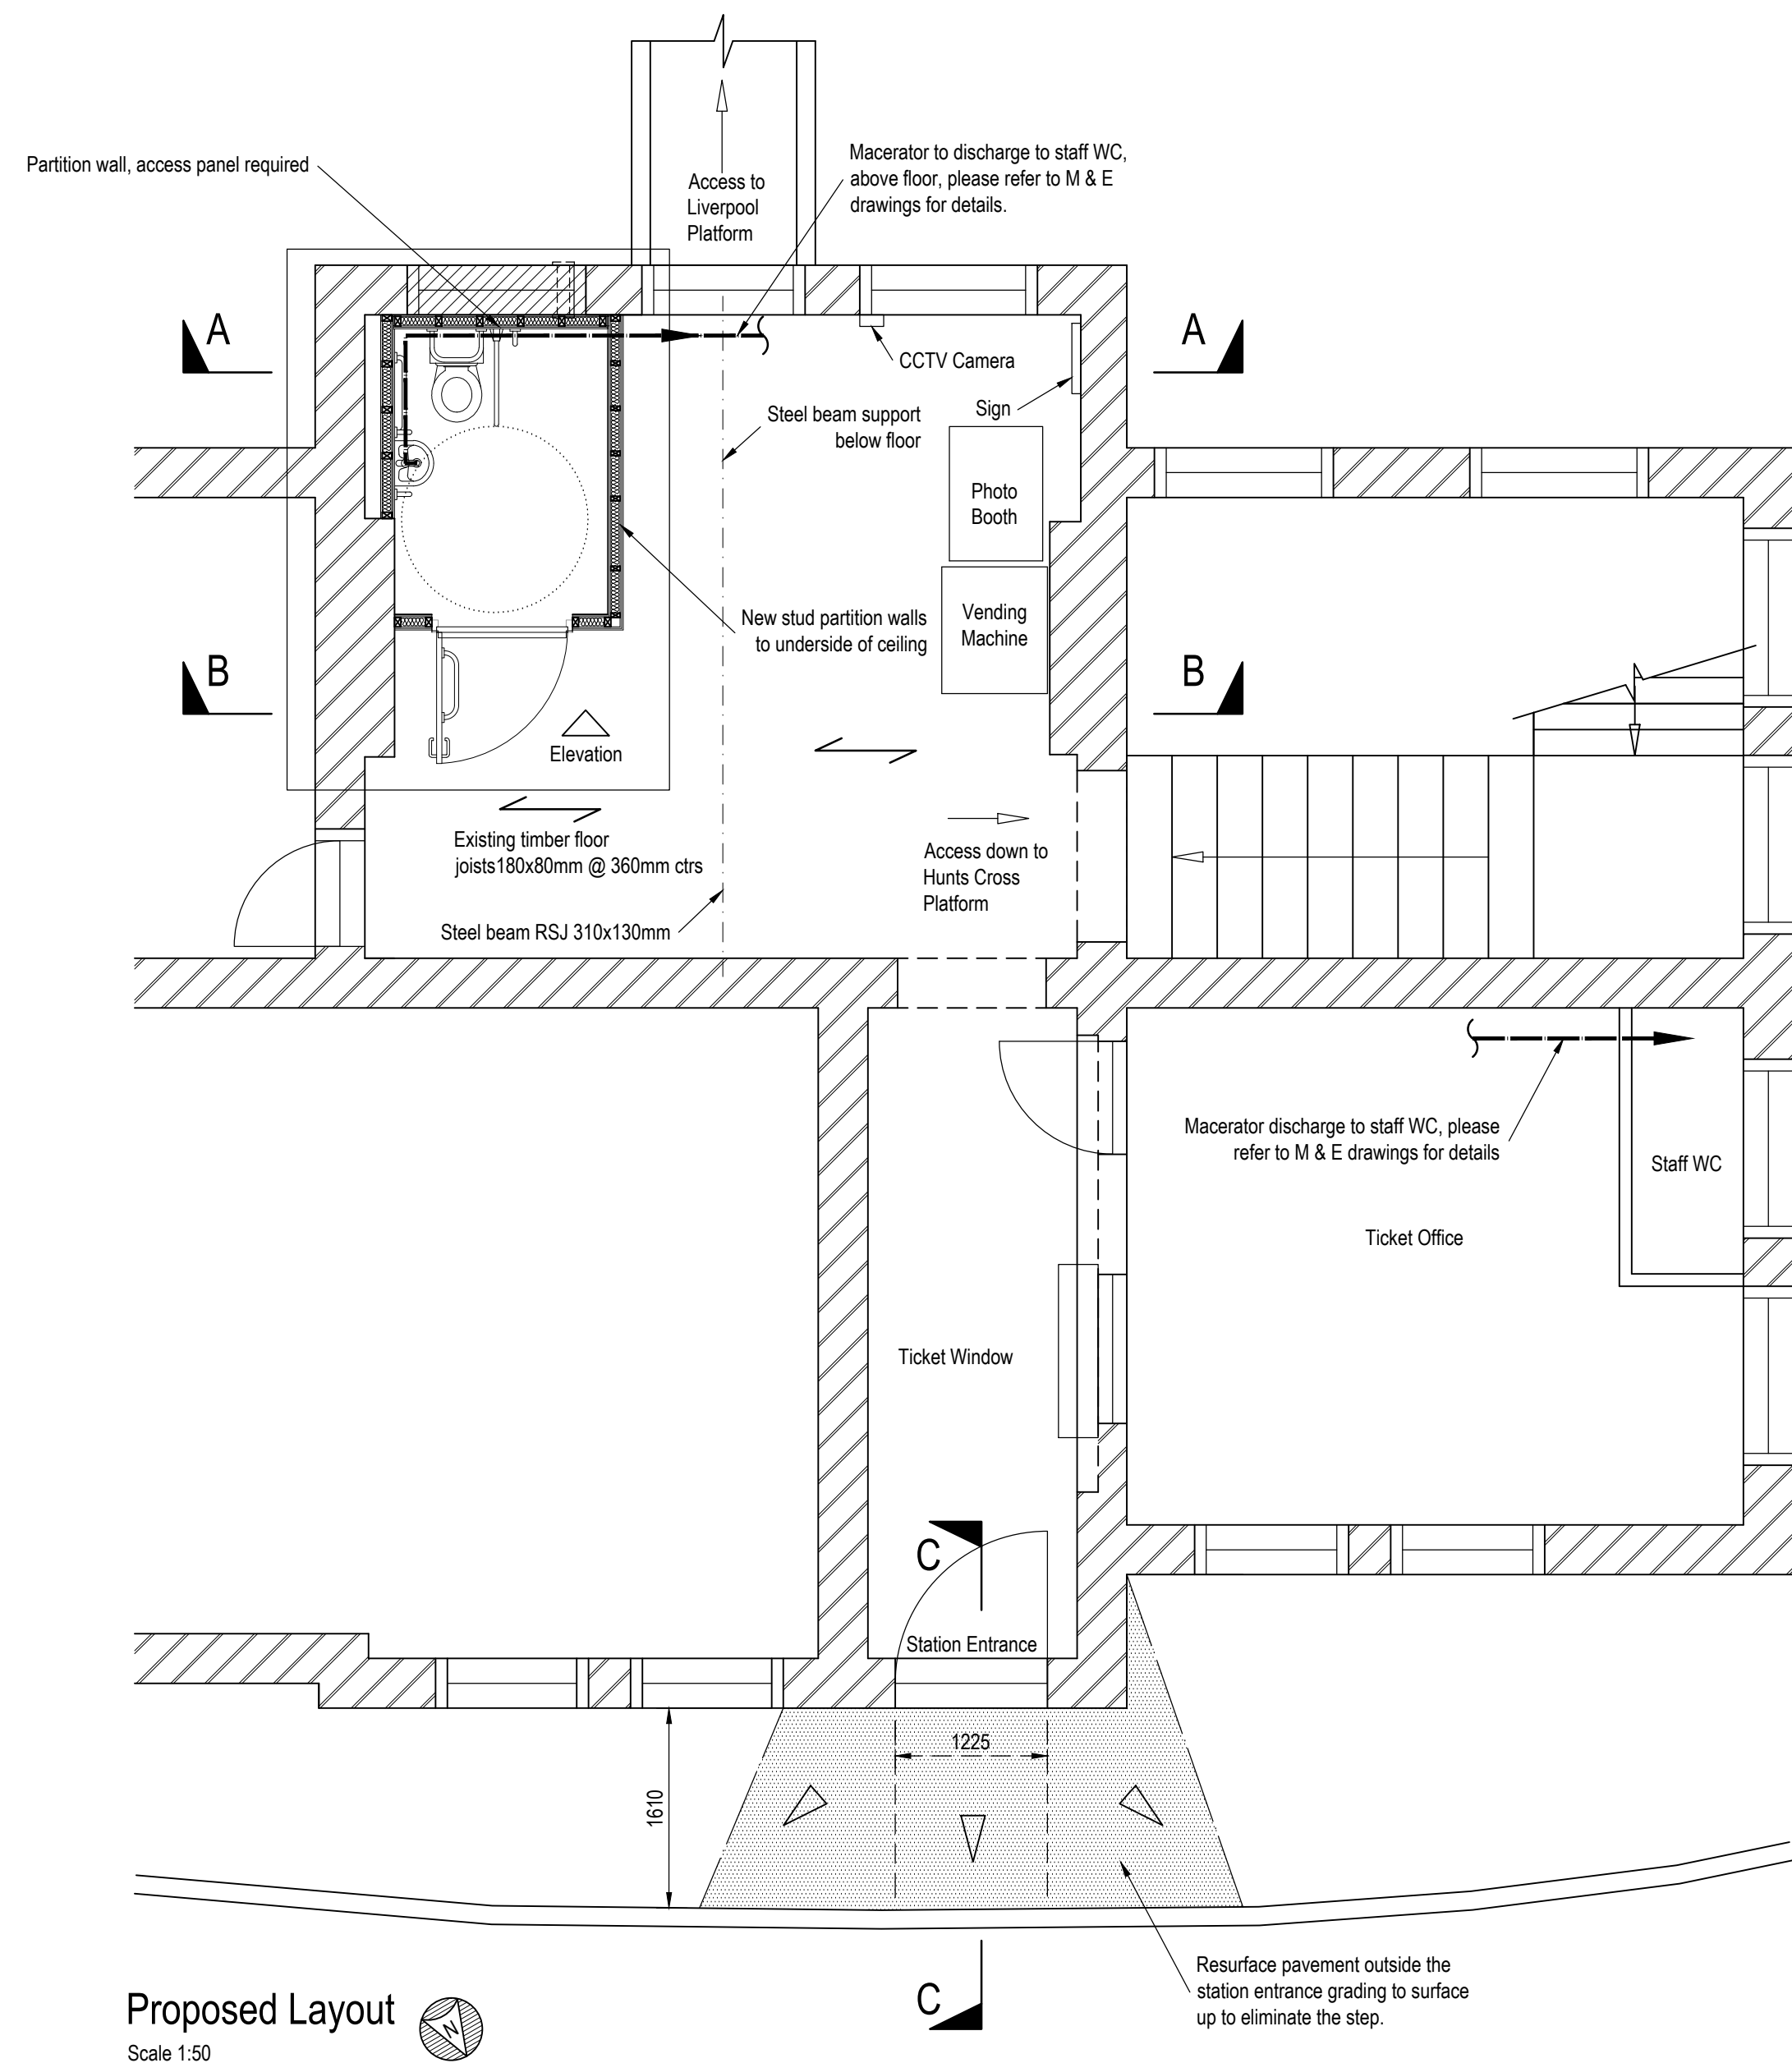 Partition wall, access panel required
Macerator to discharge to staff WC,
above floor, please refer to M & E
drawings for details.
Access to
Liverpool
Platform
A
A
CCTV Camera
Sign
Steel beam support
below floor
Photo
Booth
New stud partition walls
to underside of ceiling
Vending
Machine
B
B
Elevation
Existing timber floor
joists180x80mm @ 360mm ctrs
Access down to
Hunts Cross
Platform
Steel beam RSJ 310x130mm
Macerator discharge to staff WC, please
refer to M & E drawings for details
Staff WC
Ticket Office
Ticket Window
C
Station Entrance
1225
1610
Resurface pavement outside the
station entrance grading to surface
up to eliminate the step.
C
Proposed Layout
N
Scale 1:50